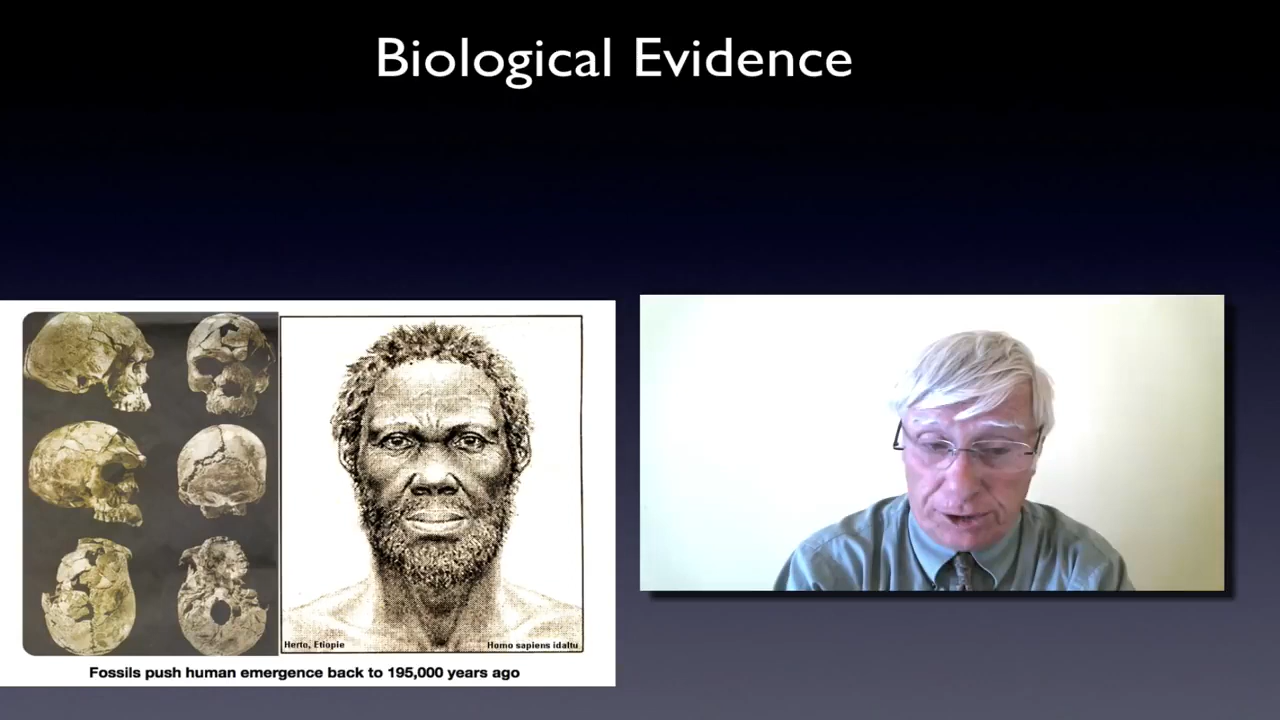 Biological Evidence
Herto, Etiopie
Homo sapiens idaltu
Fossils push human emergence back to 195,000 years ago